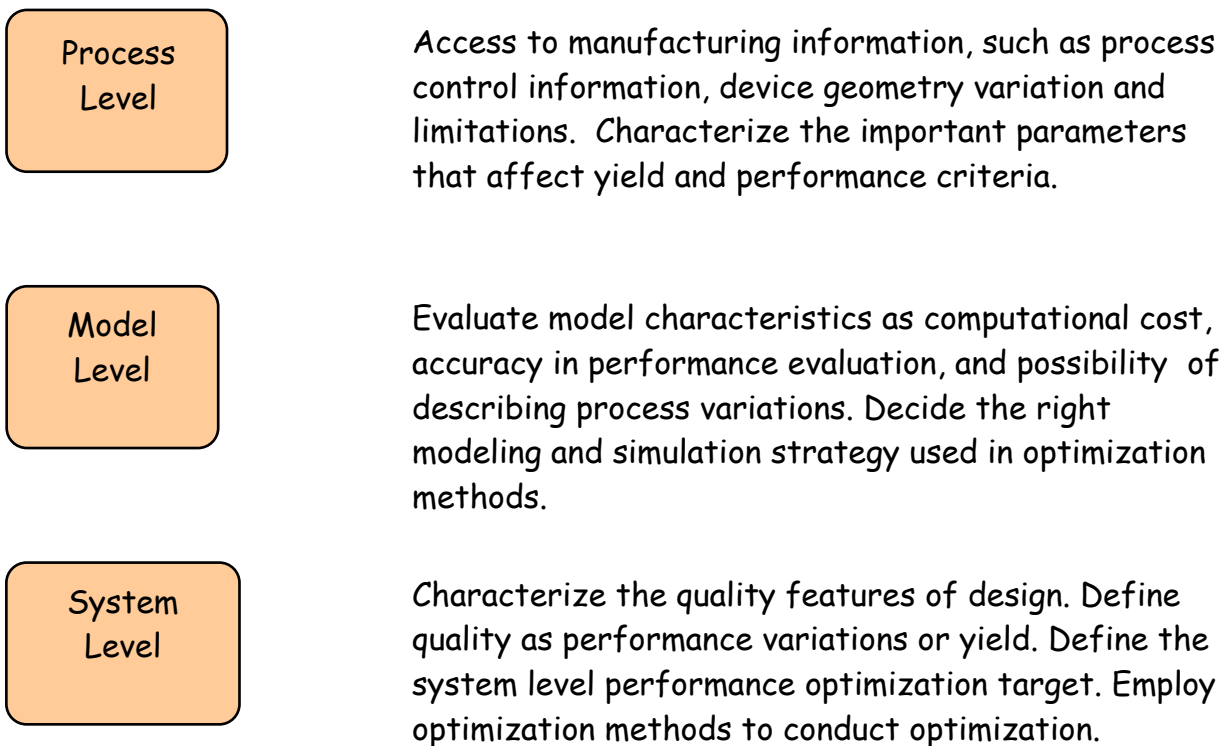 Process
Level
Access to manufacturing information, such as process
control information, device geometry variation and
limitations.  Characterize the important parameters
that affect yield and performance criteria.
Model
Level
Evaluate model characteristics as computational cost,
accuracy in performance evaluation, and possibility  of
describing process variations. Decide the right
modeling and simulation strategy used in optimization
methods.
System
Level
Characterize the quality features of design. Define
quality as performance variations or yield. Define the
system level performance optimization target. Employ
optimization methods to conduct optimization.